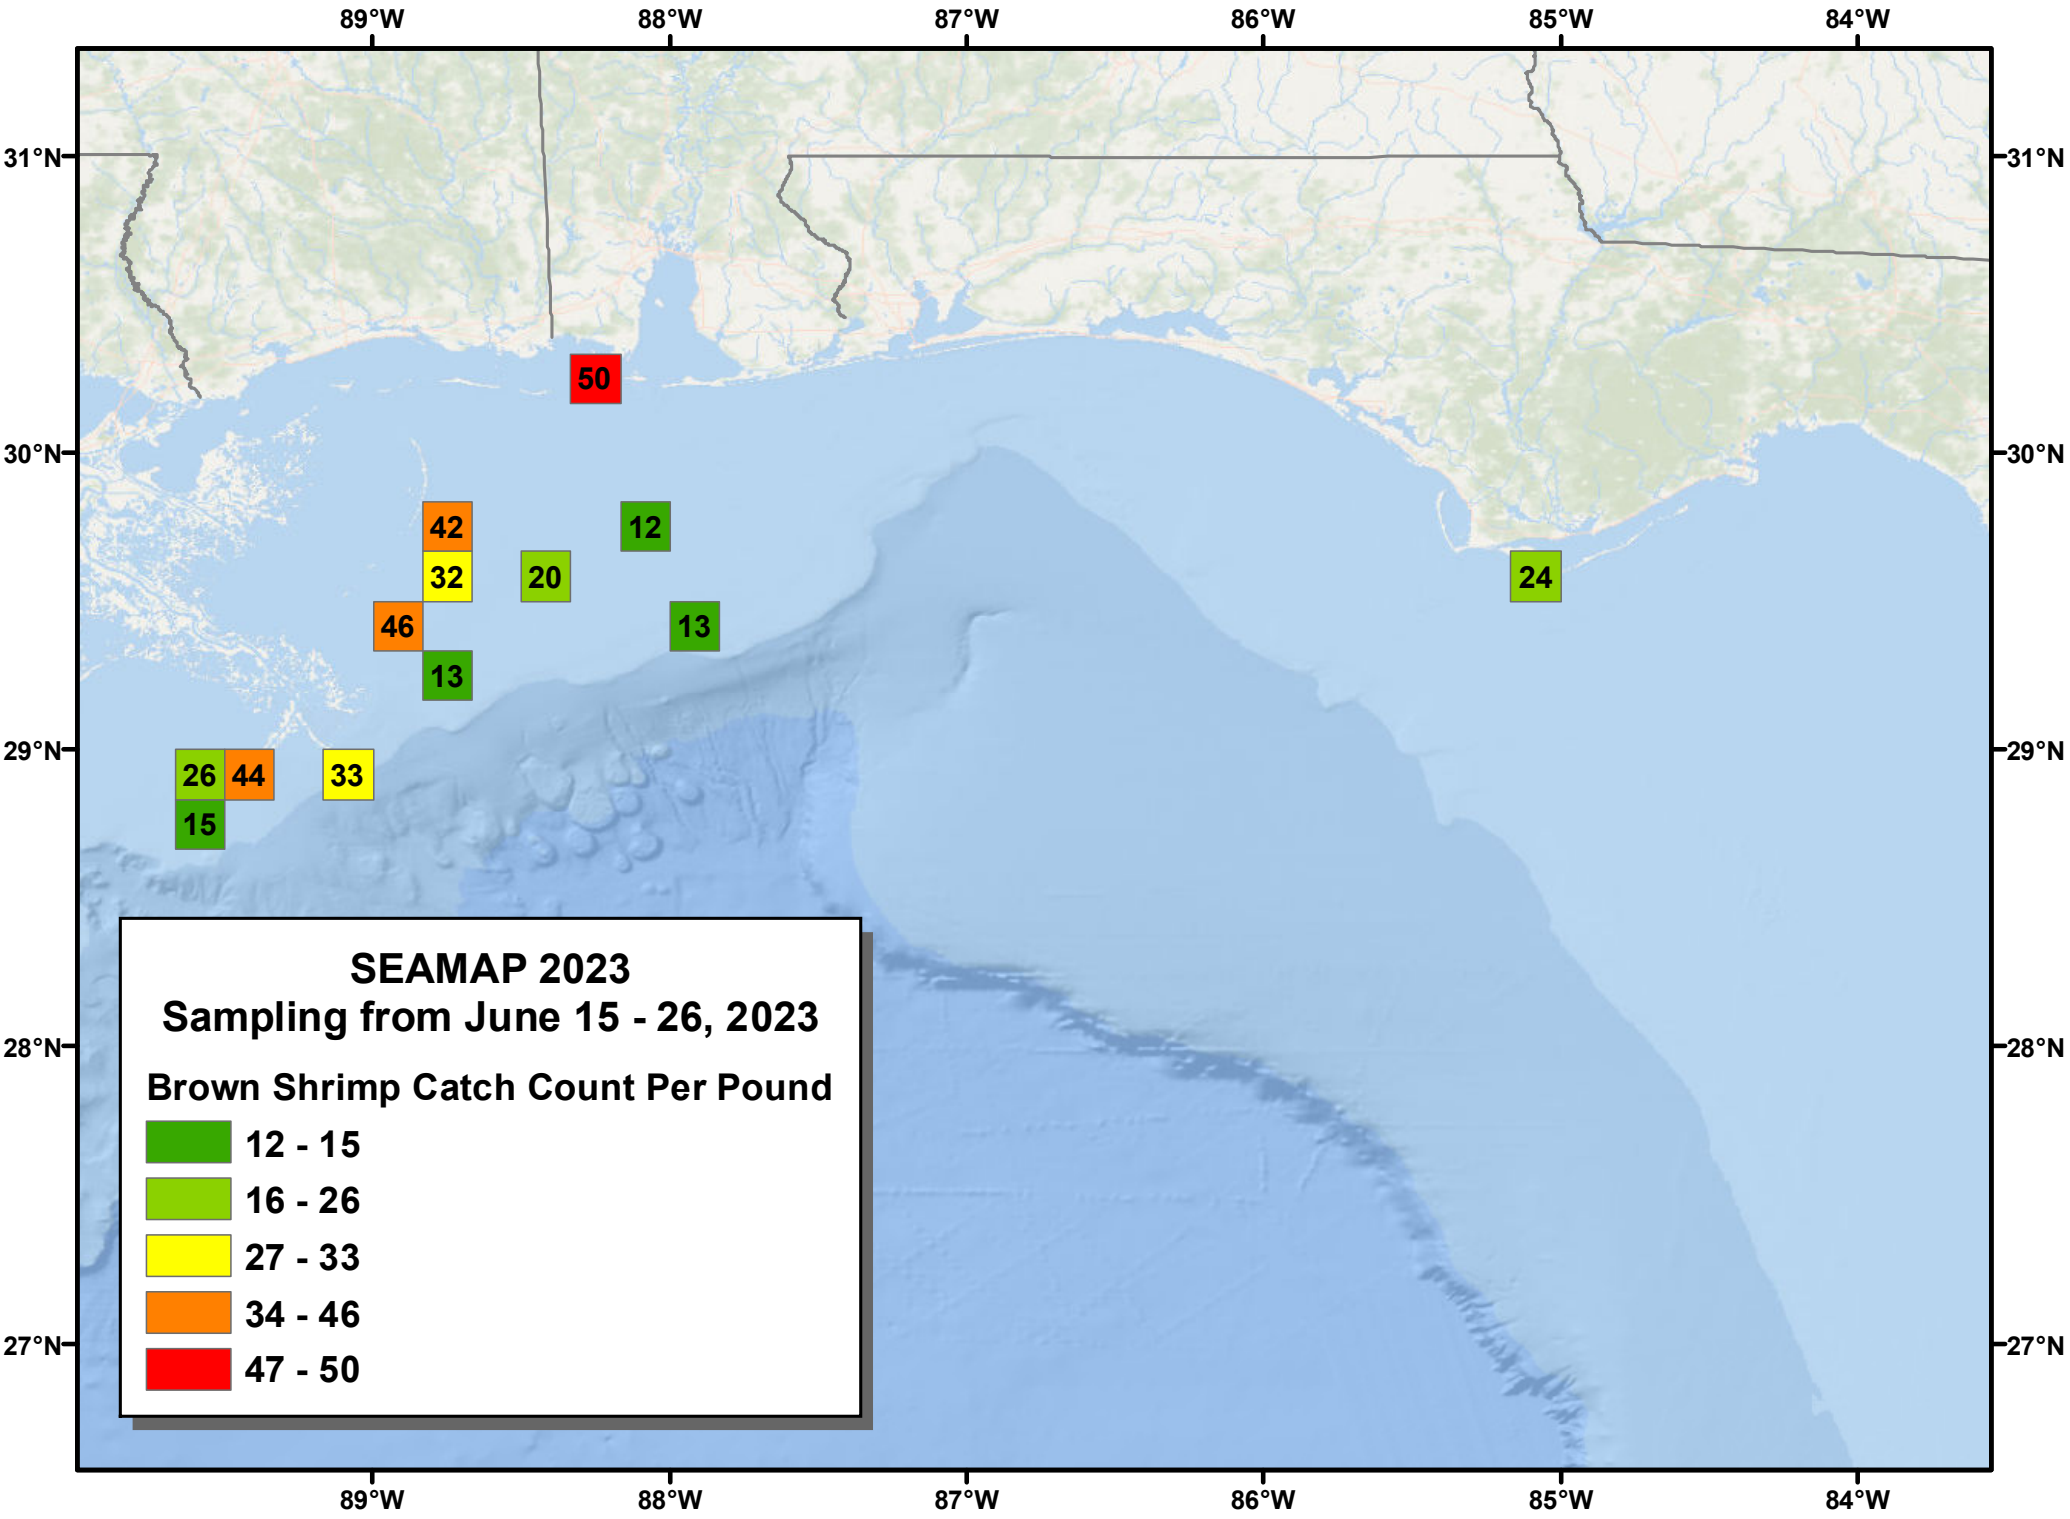 89°W 88°W 87°W 86°W 85°W 84°W
31°N 31°N
50
30°N 30°N
42 12
32 20 24
46 13
13
29°N 29°N
26 44 33
15
SEAMAP 2023
Sampling from June 15 - 26, 2023
28°N 28°N
Brown Shrimp Catch Count Per Pound
12 - 15
16 - 26
27 - 33
34 - 46
27°N 27°N
47 - 50
89°W 88°W 87°W 86°W 85°W 84°W